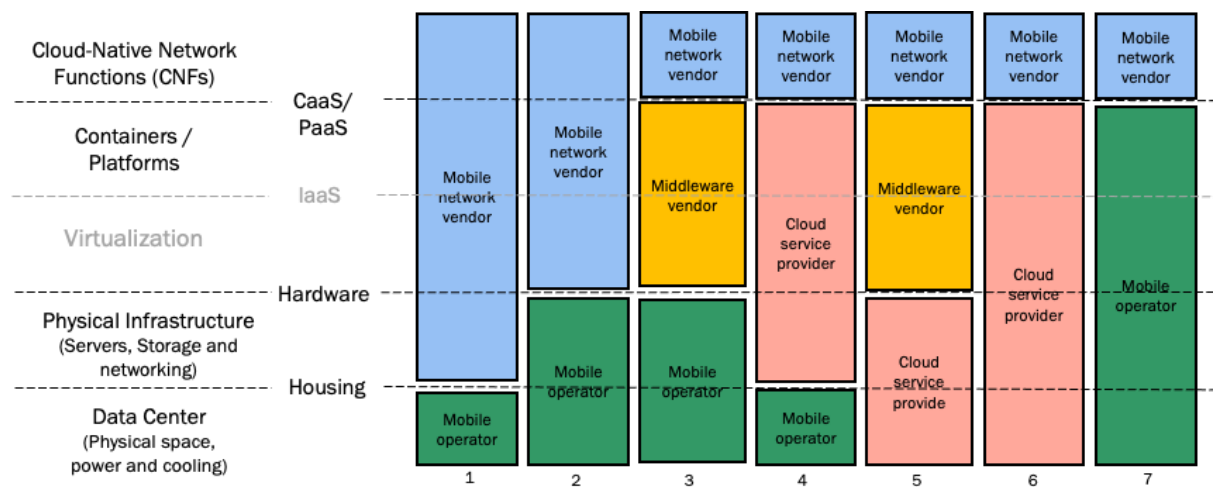 Cloud-Native Network
Functions (CNFs)
CaaS/
PaaS
Containers /
Platforms
IaaS
Virtualization
Hardware
Physical Infrastructure
(Servers, Storage and
networking)
Housing
Data Center
(Physical space,
power and cooling)
Mobile
network
vendor
Mobile
operator
1
Mobile
network
vendor
Mobile
operator
2
Mobile
network
vendor
Middleware
vendor
Mobile
operator
3
Mobile
network
vendor
Cloud
service
provider
Mobile
operator
4
Mobile
network
vendor
Middleware
vendor
Cloud
service
provide
5
Mobile
network
vendor
Cloud
service
provider
6
Mobile
network
vendor
Mobile
operator
7